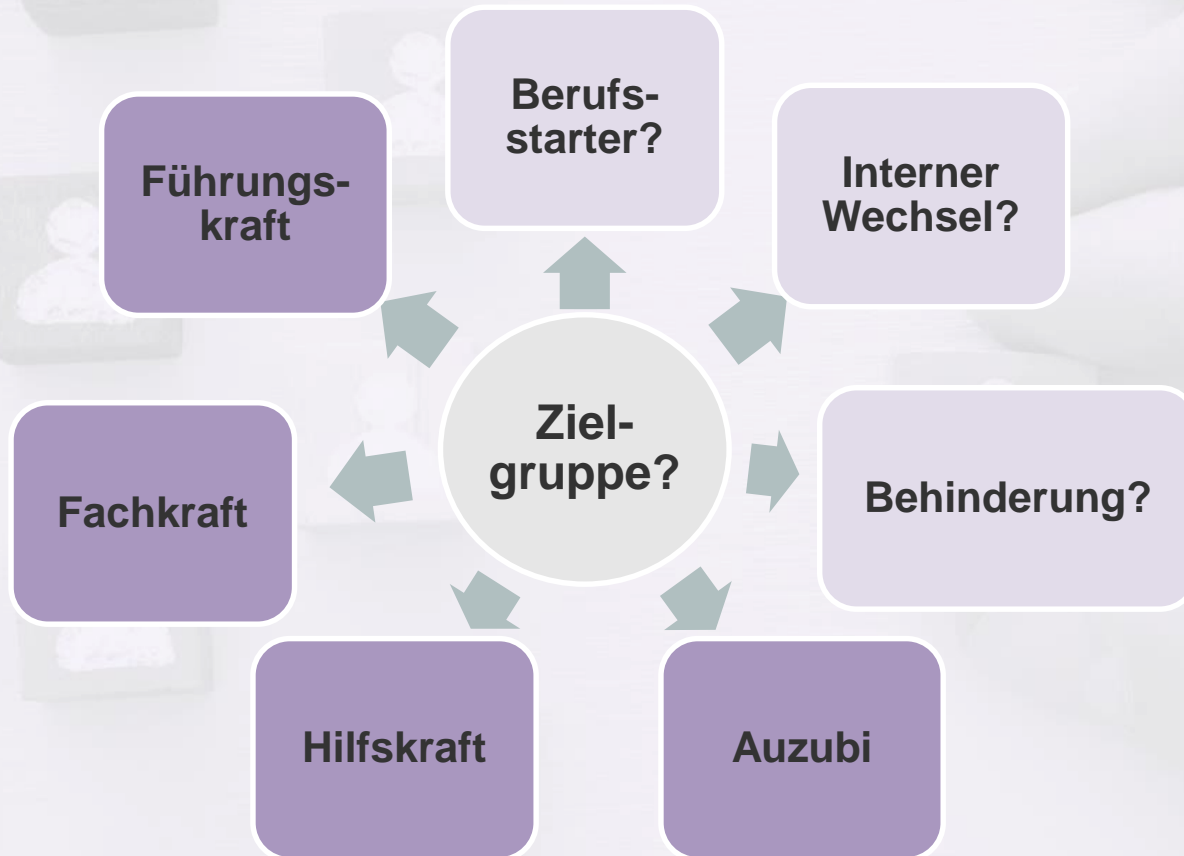 Berufs-
starter?
Interner
Wechsel?
Führungs-
kraft
Ziel-
gruppe?
Behinderung?
Fachkraft
Hilfskraft
Auzubi